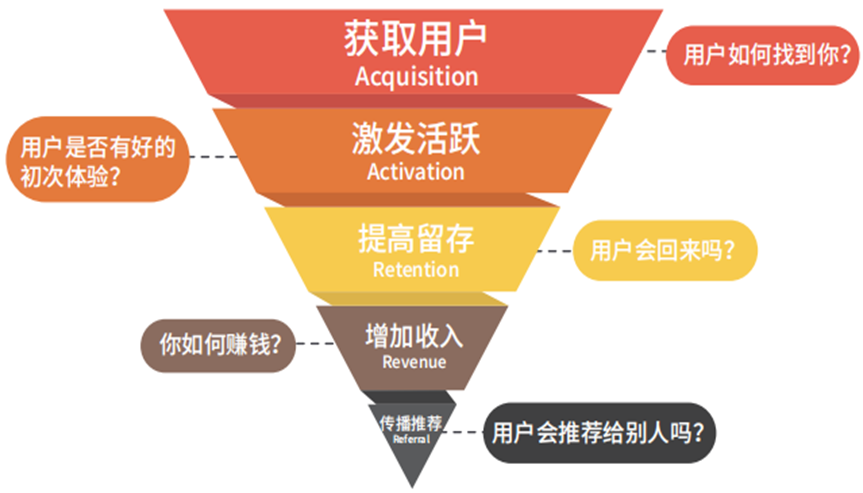 获取用户
Acquisition
用户如何找到你？
激发活跃
Activation
用户是否有好的
初次体验？
提高留存
Retention
用户会回来吗？
增加收入
Revenue
你如何赚钱？
传播推荐
Referral
用户会推荐给别人吗？